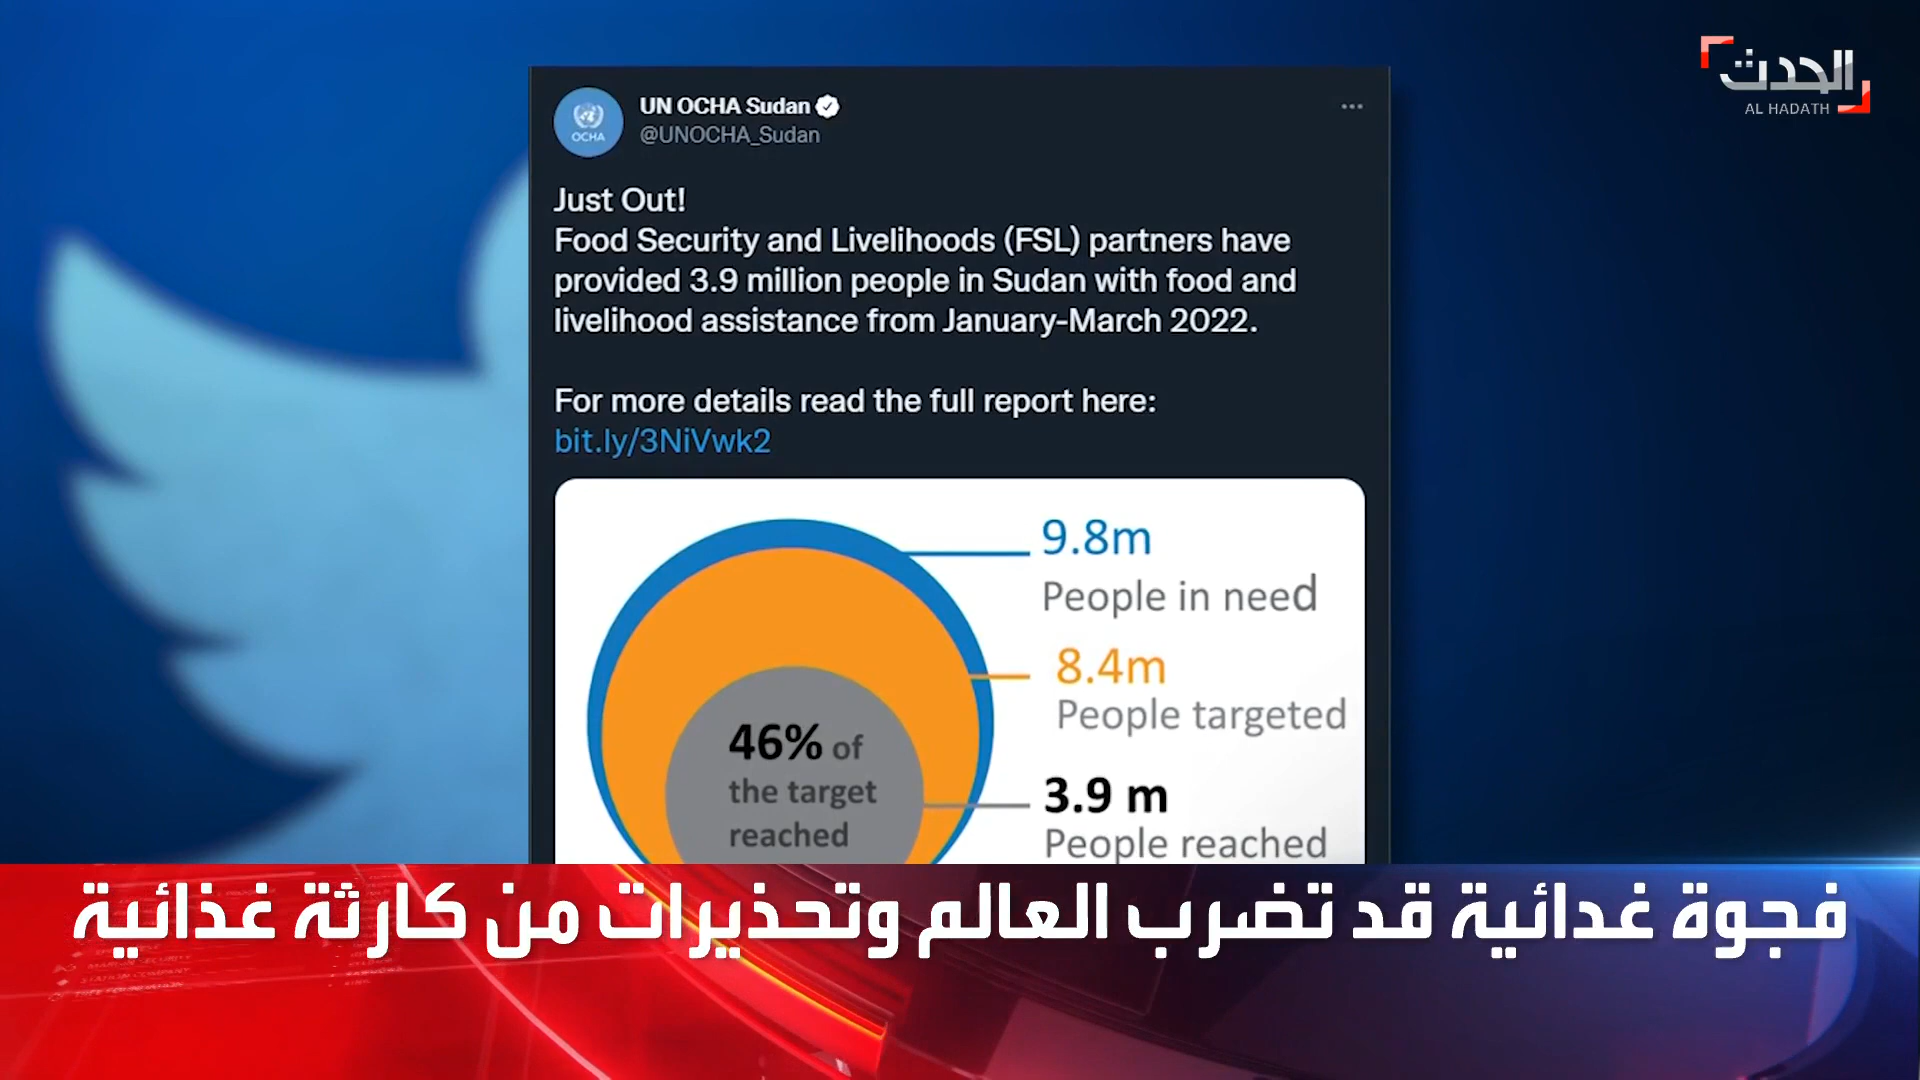 الحدث
AL HADATH
UN OCHA Sudan
@UNOCHA_Sudan
OCHA
Just Out!
Food Security and Livelihoods (FSL) partners have
provided 3.9 million people in Sudan with food and
livelihood assistance from January-March 2022.
For more details read the full report here:
bit.ly/3NiVwk2
9.8m
People in need
8.4m
People targeted
46% of
the target
reached
3.9 m
People reached
فجوة غدائية قد تضرب العالم وتحذيرات من كارثة غذائية